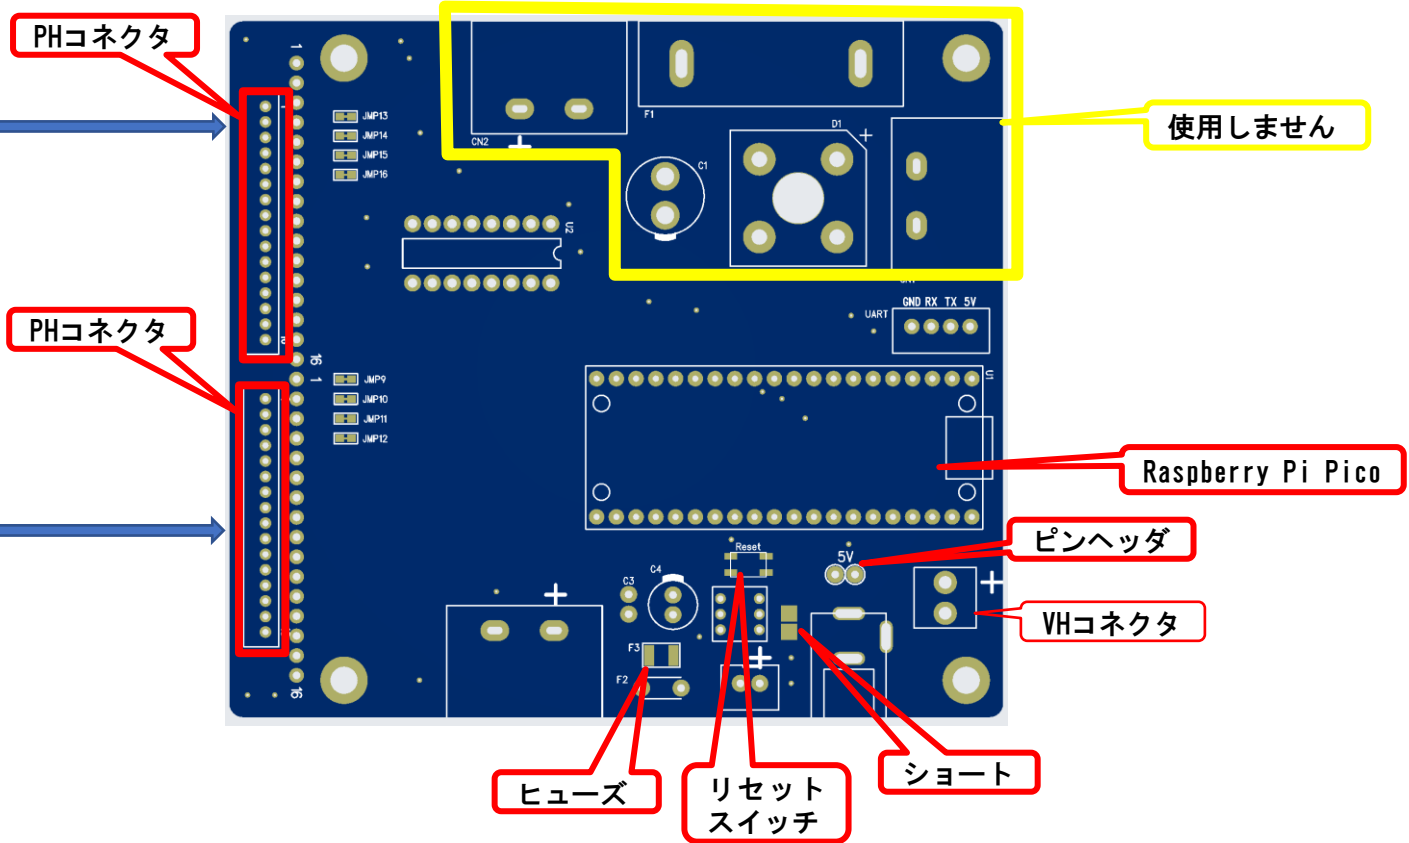 PHコネクタ
1
JMP13
JMP14
JMP15
JMP16
CN2
F1
D1
C1
使用しません
U2
PHコネクタ
GND RX TX 5V
UART
16
1
JMP9
JMP10
JMP11
JMP12
U1
Raspberry Pi Pico
ピンヘッダ
Reset
5V
C3
C4
VHコネクタ
F3
F2
16
ヒューズ
リセット
スイッチ
ショート